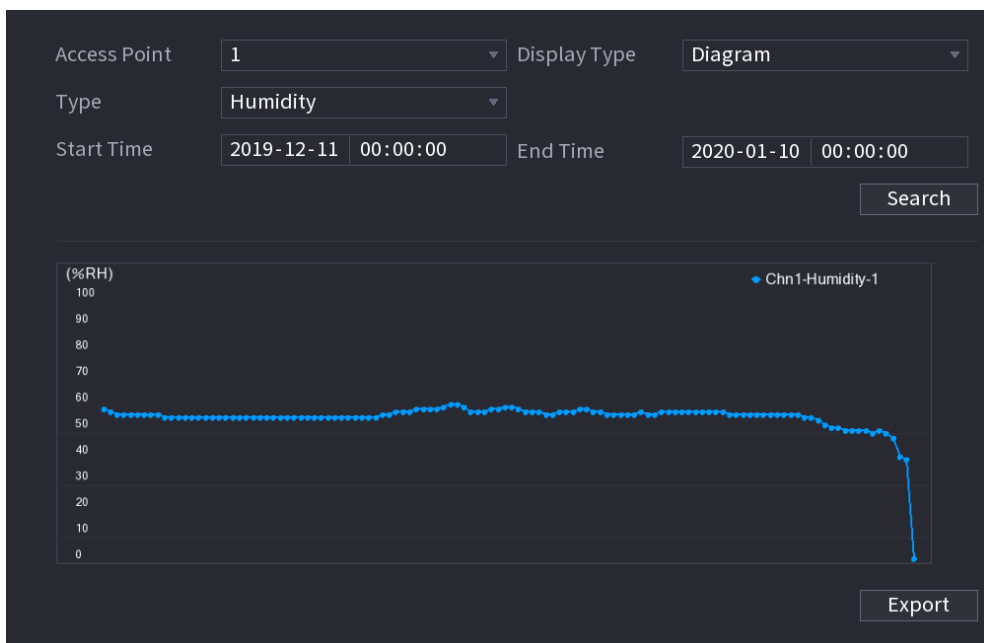 Access Point 1 Display Type Diagram
Type Humidity
Start Time 2019-12-11 00:00:00 End Time 2020-01-10 00:00:00
Search
(%RH)
Chn1-Humidity-1
100
90
80
70
60
50
40
30
20
10
0
Export